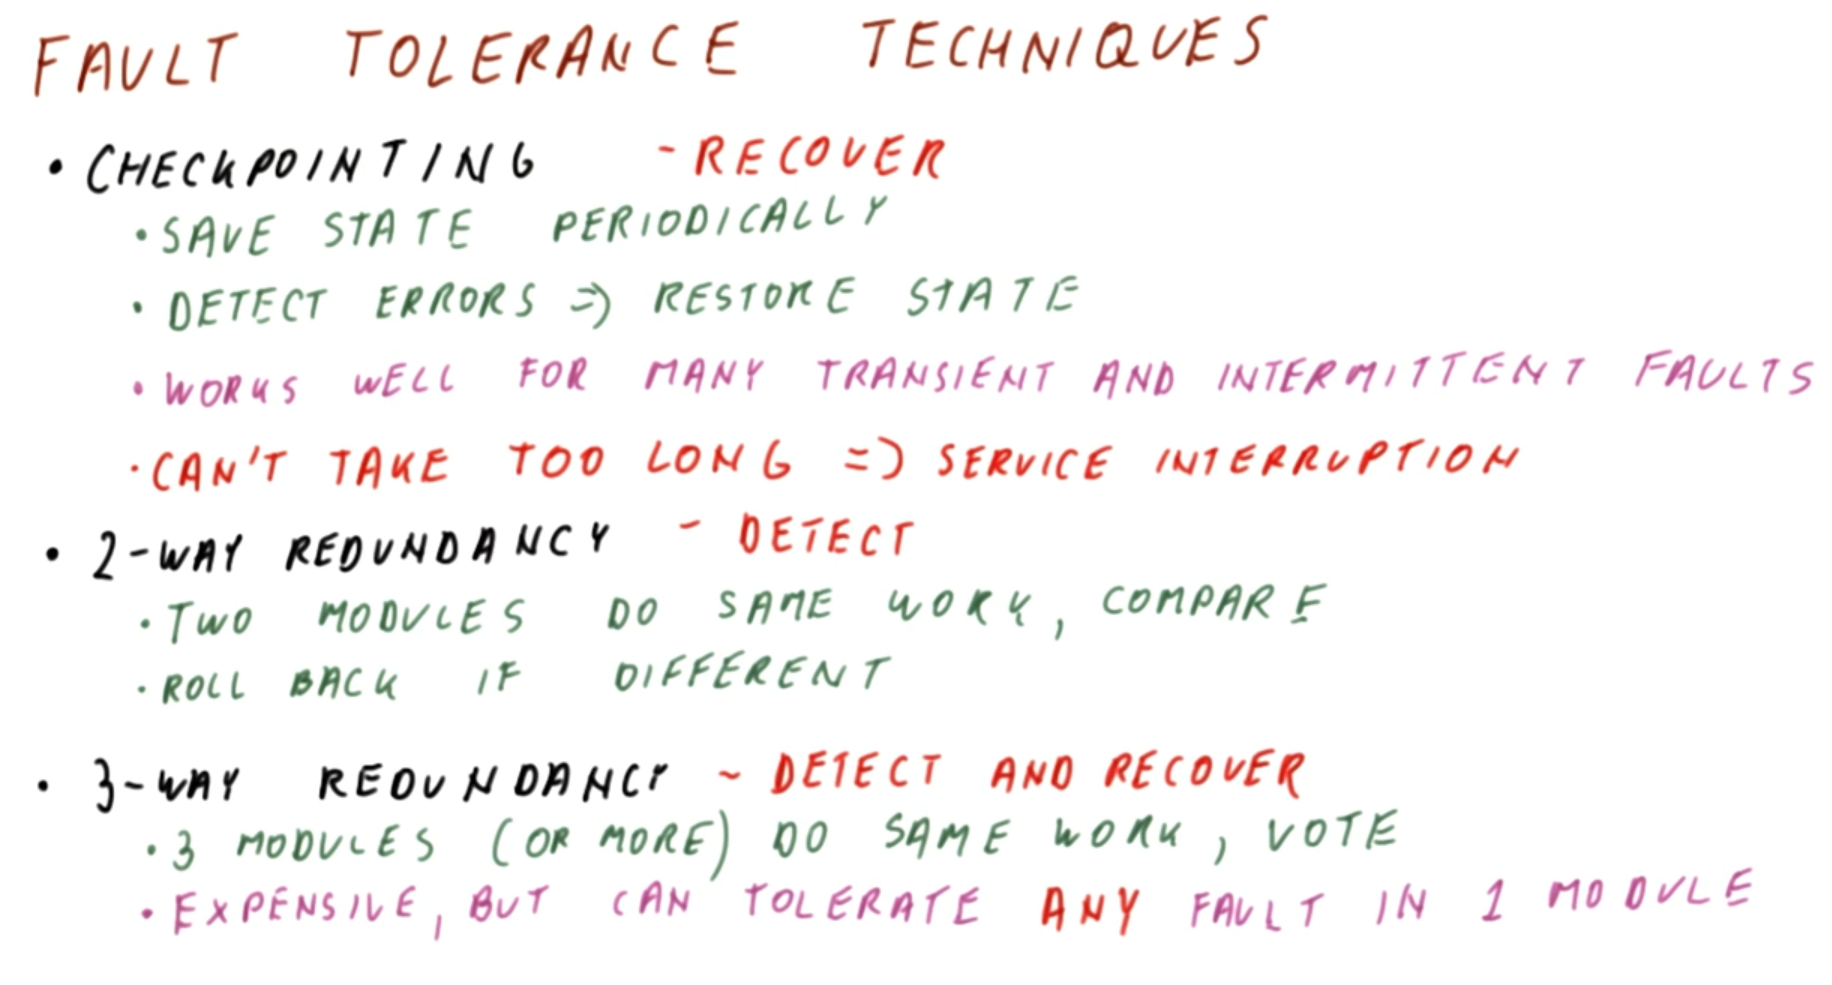 FAULT TOLERANCE TECHNIQUES
• CHECKPOINTING - RECOVER
• SAVE STATE PERIODICALLY
• DETECT ERRORS => RESTORE STATE
• WORKS WELL FOR MANY TRANSIENT AND INTERMITTENT FAULTS
• CAN'T TAKE TOO LONG => SERVICE INTERRUPTION
• 2-WAY REDUNDANCY - DETECT
• TWO MODULES DO SAME WORK, COMPARE
• ROLL BACK IF DIFFERENT
• 3-WAY REDUNDANCY ~ DETECT AND RECOVER
• 3 MODULES (OR MORE) DO SAME WORK, VOTE
• EXPENSIVE, BUT CAN TOLERATE ANY FAULT IN 1 MODULE